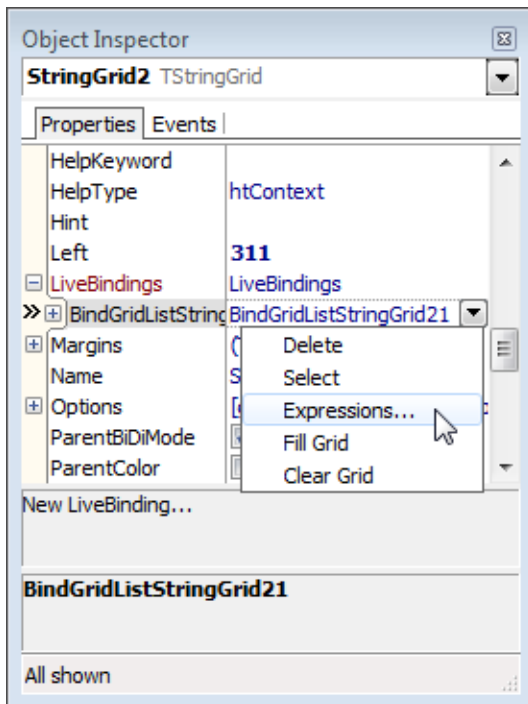 Object Inspector
StringGrid2 TStringGrid
Properties Events
HelpKeyword
HelpType htContext
Hint
Left 311
LiveBindings LiveBindings
BindGridListString BindGridListStringGrid21
Margins (
Delete
Name S
Select
Options [
Expressions...
ParentBiDiMode
Fill Grid
ParentColor
Clear Grid
New LiveBinding...
BindGridListStringGrid21
All shown